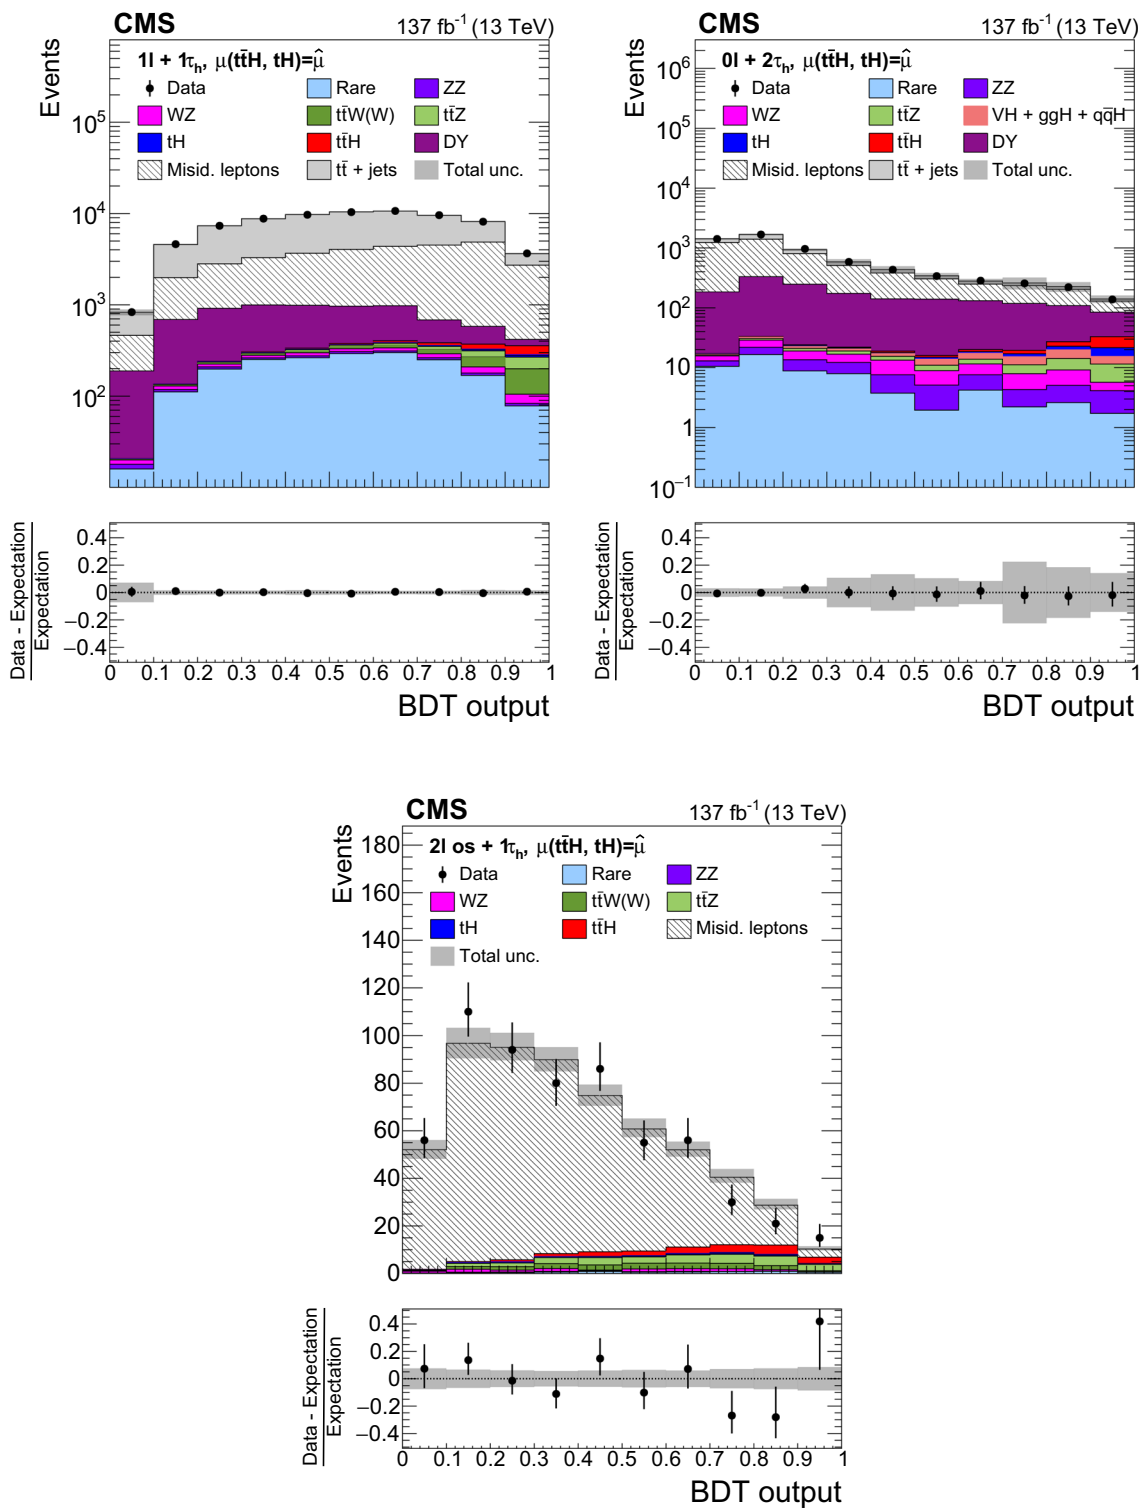 CMS 137 fb⁻¹ (13 TeV)
Events
1l + 1τₕ, μ(tt̄H, tH)=μ̂
Data Rare ZZ
WZ tt̄W(W) tt̄Z
tH tt̄H DY
Misid. leptons tt̄ + jets Total unc.
10⁵
10⁴
10³
10²
Data - Expectation
Expectation
0.4
0.2
0
−0.2
−0.4
0 0.1 0.2 0.3 0.4 0.5 0.6 0.7 0.8 0.9 1
BDT output
CMS 137 fb⁻¹ (13 TeV)
Events
0l + 2τₕ, μ(tt̄H, tH)=μ̂
Data Rare ZZ
WZ tt̄Z VH + ggH + qq̄H
tH tt̄H DY
Misid. leptons tt̄ + jets Total unc.
10⁶
10⁵
10⁴
10³
10²
10
1
10⁻¹
Data - Expectation
Expectation
0.4
0.2
0
−0.2
−0.4
0 0.1 0.2 0.3 0.4 0.5 0.6 0.7 0.8 0.9 1
BDT output
CMS 137 fb⁻¹ (13 TeV)
Events
2l os + 1τₕ, μ(tt̄H, tH)=μ̂
Data Rare ZZ
WZ tt̄W(W) tt̄Z
tH tt̄H Misid. leptons
Total unc.
180
160
140
120
100
80
60
40
20
0
Data - Expectation
Expectation
0.4
0.2
0
−0.2
−0.4
0 0.1 0.2 0.3 0.4 0.5 0.6 0.7 0.8 0.9 1
BDT output